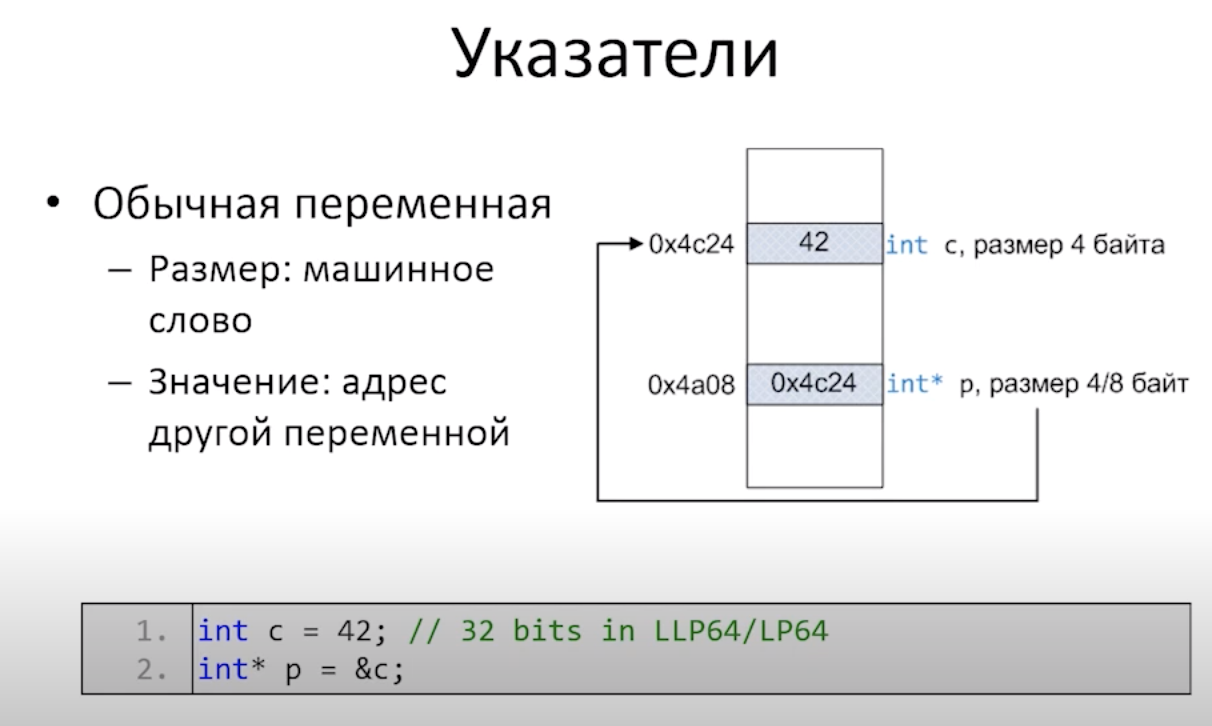 Указатели
• Обычная переменная
– Размер: машинное
слово
– Значение: адрес
другой переменной
0x4c24 42 int c, размер 4 байта
0x4a08 0x4c24 int* p, размер 4/8 байт
1. int c = 42; // 32 bits in LLP64/LP64
2. int* p = &c;